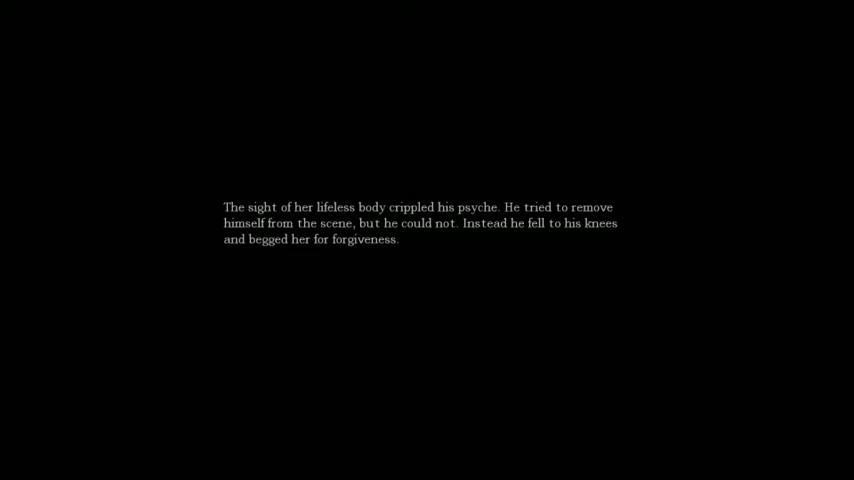 The sight of her lifeless body crippled his psyche. He tried to remove
himself from the scene, but he could not. Instead he fell to his knees
and begged her for forgiveness.